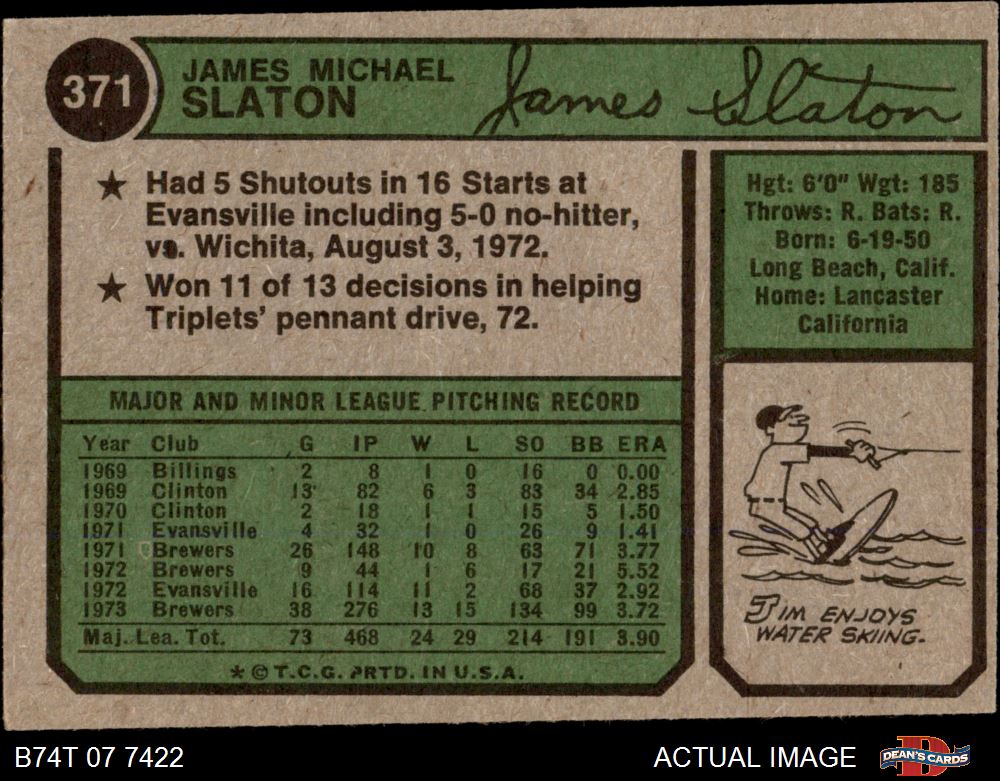 371
JAMES MICHAEL
SLATON
James Slaton
★ Had 5 Shutouts in 16 Starts at
Evansville including 5-0 no-hitter,
vs. Wichita, August 3, 1972.
★ Won 11 of 13 decisions in helping
Triplets' pennant drive, 72.
Hgt: 6'0" Wgt: 185
Throws: R. Bats: R.
Born: 6-19-50
Long Beach, Calif.
Home: Lancaster
California
MAJOR AND MINOR LEAGUE PITCHING RECORD
Year Club G IP W L SO BB ERA
1969 Billings 2 8 1 0 16 0 0.00
1969 Clinton 13 82 6 3 83 34 2.85
1970 Clinton 2 18 1 1 15 5 1.50
1971 Evansville 4 32 1 0 26 9 1.41
1971 Brewers 26 148 10 8 63 71 3.77
1972 Brewers 9 44 1 6 17 21 5.52
1972 Evansville 16 114 11 2 68 37 2.92
1973 Brewers 38 276 13 15 134 99 3.72
Maj. Lea. Tot. 73 468 24 29 214 191 3.90
* © T.C.G. PRTD. IN U.S.A.
JIM ENJOYS
WATER SKIING.
B74T 07 7422
ACTUAL IMAGE
D
DEAN'S CARDS